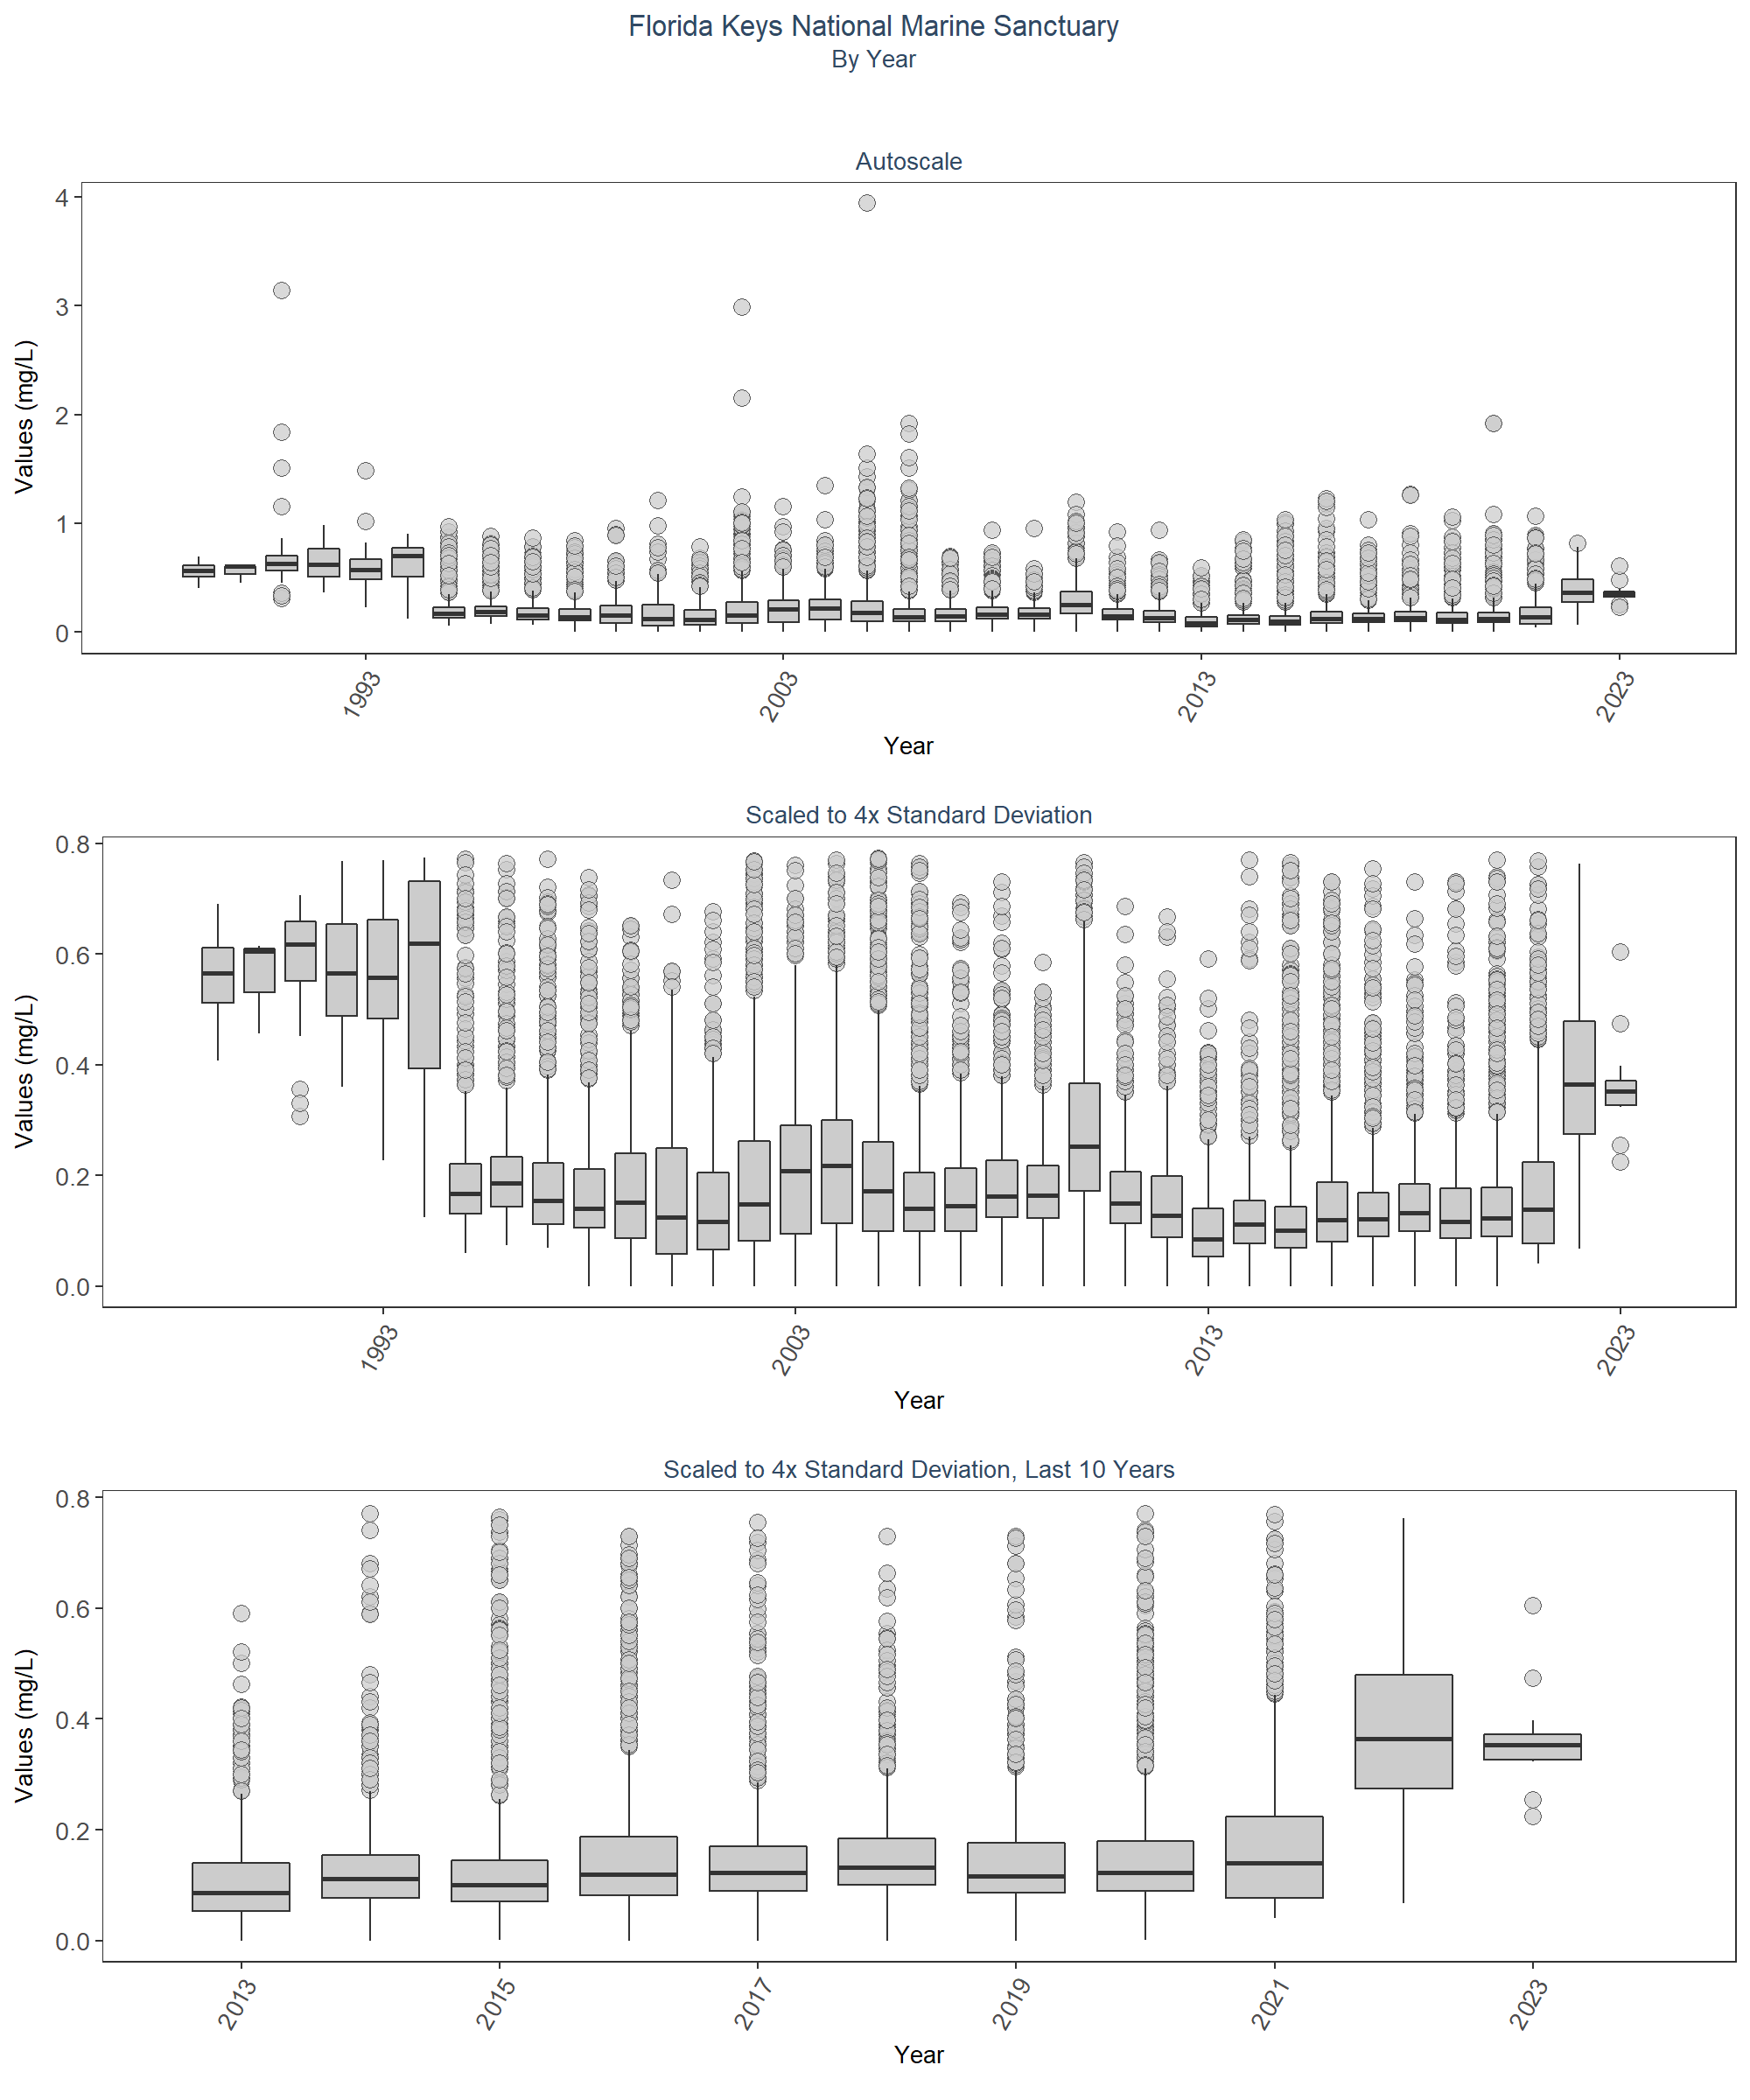 Florida Keys National Marine Sanctuary
By Year
Autoscale
4
3
2
1
0
Values (mg/L)
1993
2003
2013
2023
Year
Scaled to 4x Standard Deviation
0.8
0.6
0.4
0.2
0.0
Values (mg/L)
1993
2003
2013
2023
Year
Scaled to 4x Standard Deviation, Last 10 Years
0.8
0.6
0.4
0.2
0.0
Values (mg/L)
2013
2015
2017
2019
2021
2023
Year